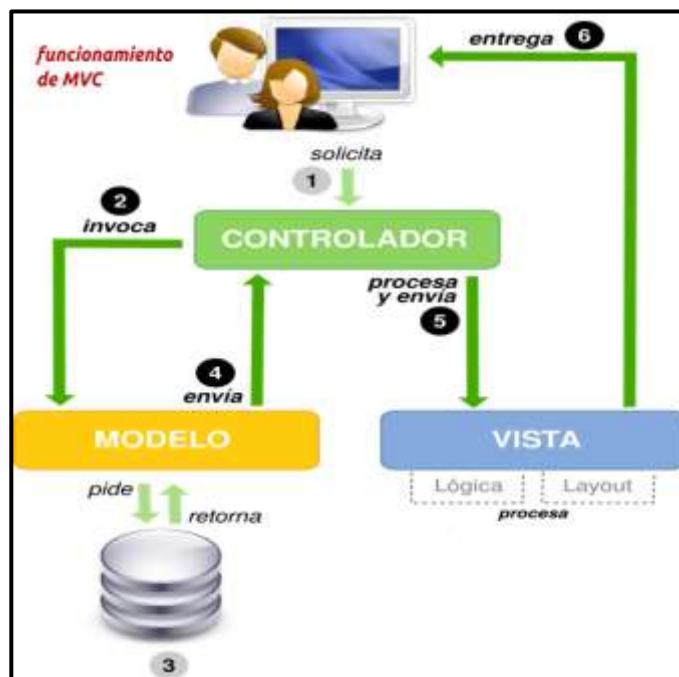 funcionamiento
de MVC
entrega 6
solicita
1
2
invoca
CONTROLADOR
procesa
y envía
5
4
envía
MODELO
VISTA
Lógica
Layout
procesa
pide
retorna
3